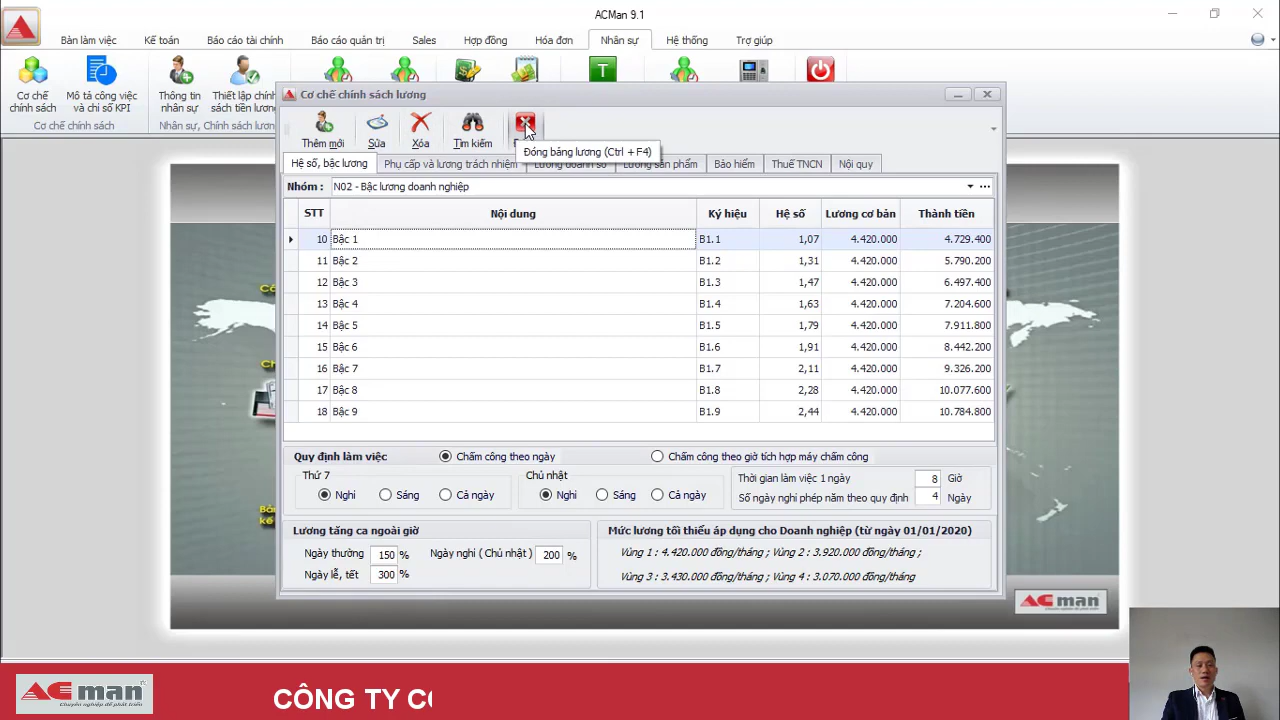 ACMan 9.1
Bàn làm việc Kế toán Báo cáo tài chính Báo cáo quản trị Sales Hợp đồng Hóa đơn Nhân sự Hệ thống Trợ giúp
Cơ chế chính sách
Mô tả công việc và chỉ số KPI
Thông tin nhân sự
Thiết lập chính sách tiền lương
Cơ chế chính sách
Nhân sự, Chính sách lương
Cơ chế chính sách lương
Thêm mới Sửa Xóa Tìm kiếm
Đóng bảng lương (Ctrl + F4)
Hệ số, bậc lương Phụ cấp và lương trách nhiệm Lương doanh số Lương sản phẩm Bảo hiểm Thuế TNCN Nội quy
Nhóm : N02 - Bậc lương doanh nghiệp
STT Nội dung Ký hiệu Hệ số Lương cơ bản Thành tiền
10 Bậc 1 B1.1 1,07 4.420.000 4.729.400
11 Bậc 2 B1.2 1,31 4.420.000 5.790.200
12 Bậc 3 B1.3 1,47 4.420.000 6.497.400
13 Bậc 4 B1.4 1,63 4.420.000 7.204.600
14 Bậc 5 B1.5 1,79 4.420.000 7.911.800
15 Bậc 6 B1.6 1,91 4.420.000 8.442.200
16 Bậc 7 B1.7 2,11 4.420.000 9.326.200
17 Bậc 8 B1.8 2,28 4.420.000 10.077.600
18 Bậc 9 B1.9 2,44 4.420.000 10.784.800
Quy định làm việc Chấm công theo ngày Chấm công theo giờ tích hợp máy chấm công
Thứ 7 Chủ nhật
Nghỉ Sáng Cả ngày Nghỉ Sáng Cả ngày
Thời gian làm việc 1 ngày 8 Giờ
Số ngày nghỉ phép năm theo quy định 4 Ngày
Lương tăng ca ngoài giờ
Ngày thường 150 % Ngày nghỉ ( Chủ nhật ) 200 %
Ngày lễ, tết 300 %
Mức lương tối thiểu áp dụng cho Doanh nghiệp (từ ngày 01/01/2020)
Vùng 1 : 4.420.000 đồng/tháng ; Vùng 2 : 3.920.000 đồng/tháng ;
Vùng 3 : 3.430.000 đồng/tháng ; Vùng 4 : 3.070.000 đồng/tháng
ACman
ACman
Chuyên nghiệp để phát triển
CÔNG TY